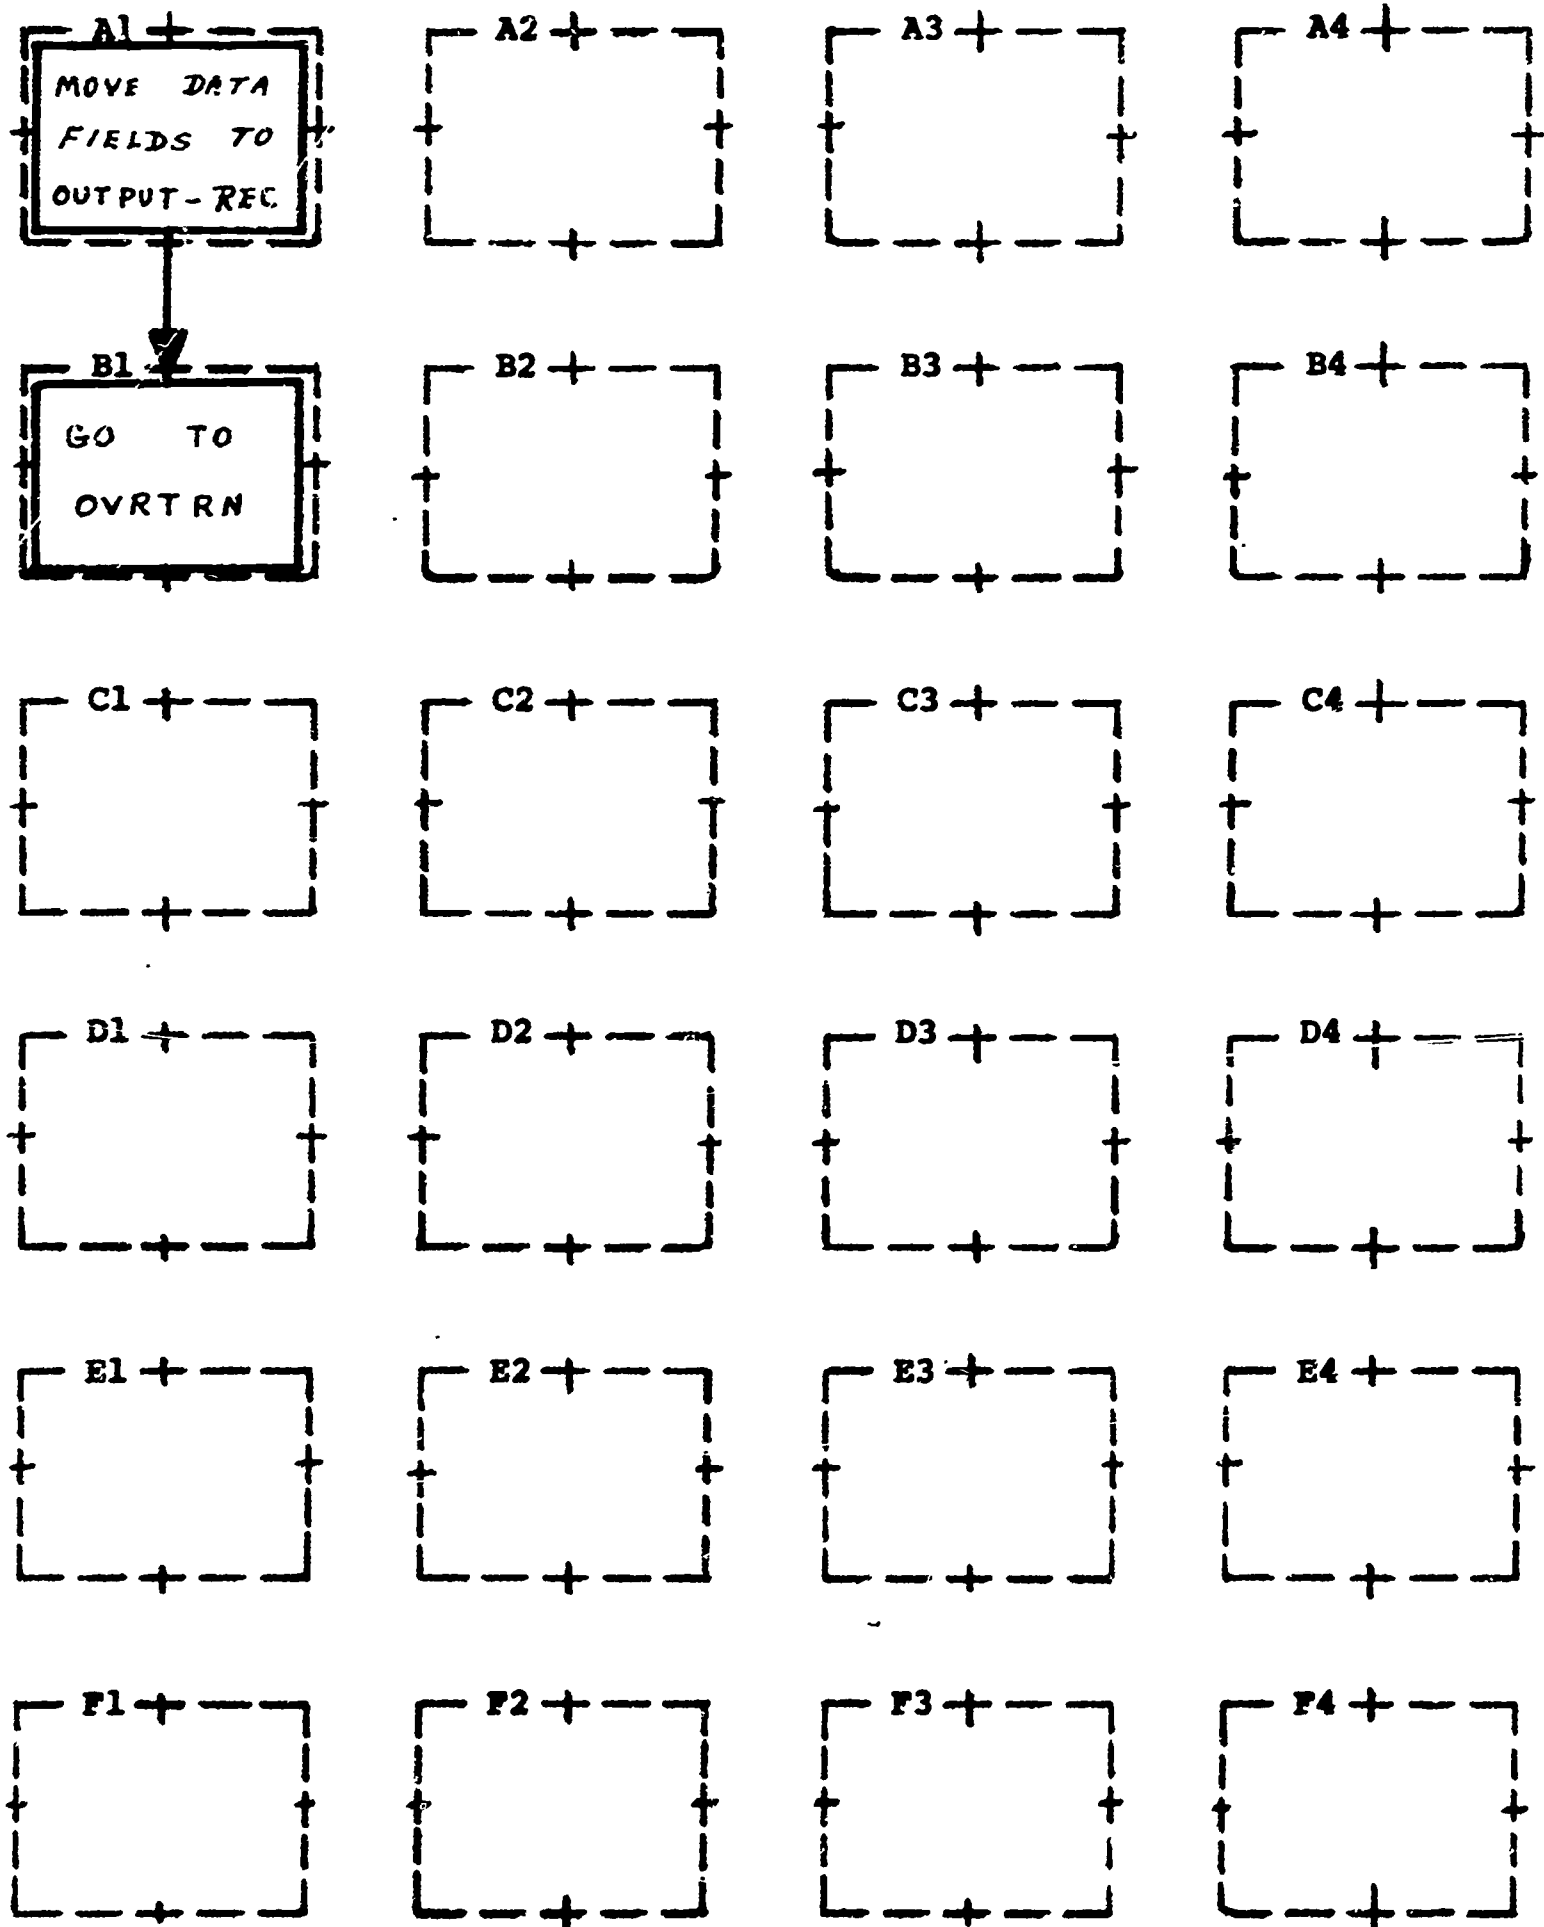 A1 A2 A3 A4
MOVE DATA
FIELDS TO
OUTPUT-REC
B1 B2 B3 B4
GO TO
OVRTRN
C1 C2 C3 C4
D1 D2 D3 D4
E1 E2 E3 E4
F1 F2 F3 F4